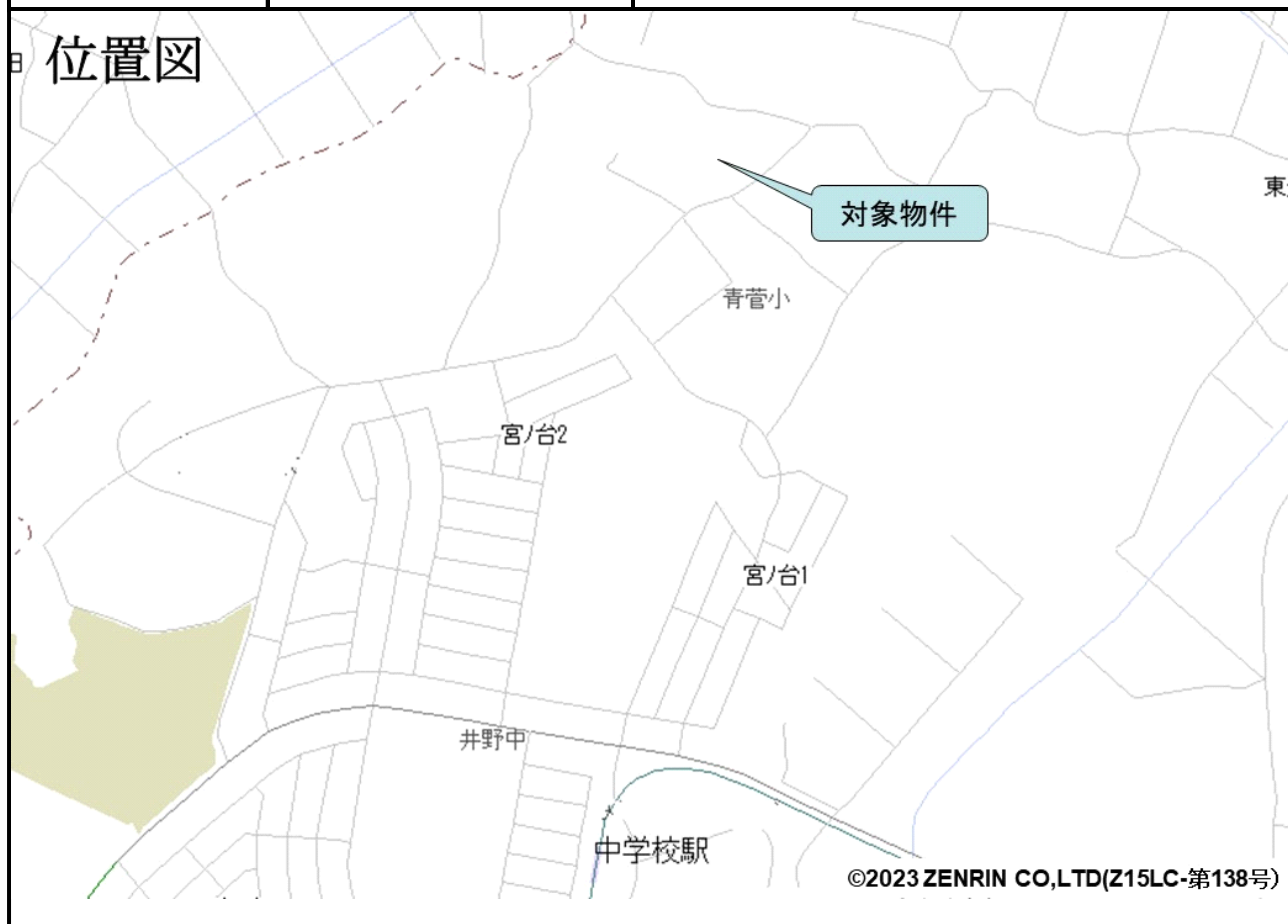 位置図
対象物件
東
青菅小
宮ノ台2
宮ノ台1
井野中
中学校駅
©2023 ZENRIN CO,LTD(Z15LC-第138号)